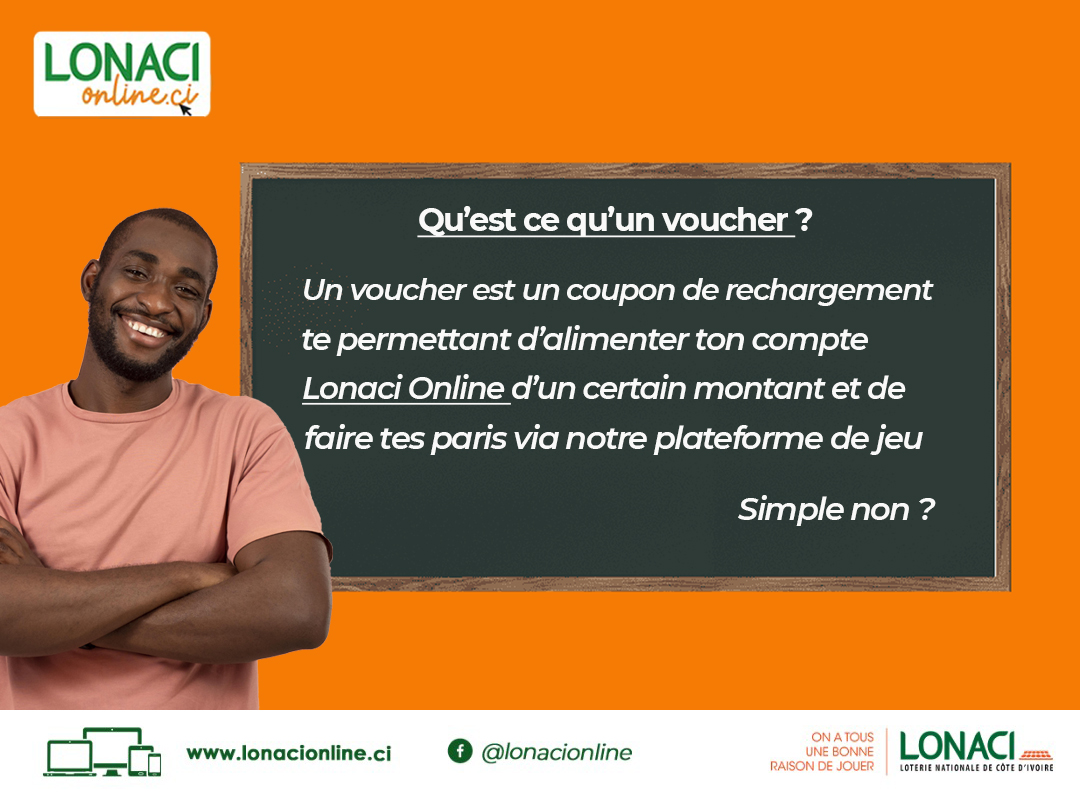 LONACI
online.ci
Qu’est ce qu’un voucher ?
Un voucher est un coupon de rechargement
te permettant d’alimenter ton compte
Lonaci Online d’un certain montant et de
faire tes paris via notre plateforme de jeu
Simple non ?
www.lonacionline.ci
@lonacionline
ON A TOUS
UNE BONNE
RAISON DE JOUER
LONACI
LOTERIE NATIONALE DE CÔTE D’IVOIRE